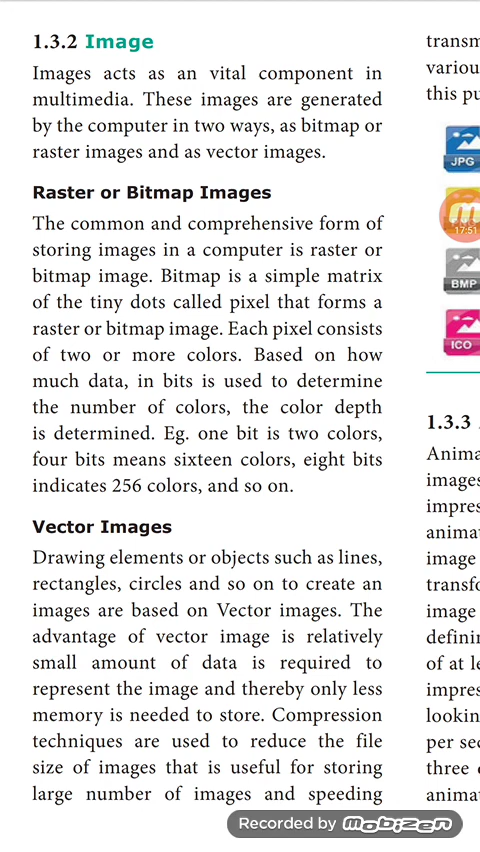 1.3.2 Image
Images acts as an vital component in
multimedia. These images are generated
by the computer in two ways, as bitmap or
raster images and as vector images.
Raster or Bitmap Images
The common and comprehensive form of
storing images in a computer is raster or
bitmap image. Bitmap is a simple matrix
of the tiny dots called pixel that forms a
raster or bitmap image. Each pixel consists
of two or more colors. Based on how
much data, in bits is used to determine
the number of colors, the color depth
is determined. Eg. one bit is two colors,
four bits means sixteen colors, eight bits
indicates 256 colors, and so on.
Vector Images
Drawing elements or objects such as lines,
rectangles, circles and so on to create an
images are based on Vector images. The
advantage of vector image is relatively
small amount of data is required to
represent the image and thereby only less
memory is needed to store. Compression
techniques are used to reduce the file
size of images that is useful for storing
large number of images and speeding
transm
variou
this pu
JPG
17:51
BMP
ICO
1.3.3
Anima
images
impres
animat
image
transfo
image
definin
of at le
impres
looking
per sec
three
animat
Recorded by mobizen